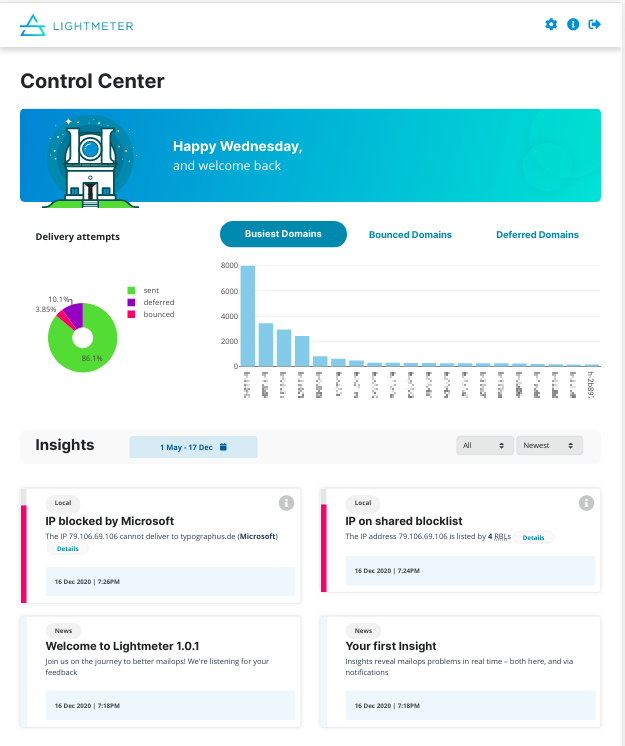 LIGHTMETER
Control Center
Happy Wednesday,
and welcome back
Delivery attempts
Busiest Domains
Bounced Domains
Deferred Domains
10.1%
3.85%
86.1%
sent
deferred
bounced
8000
6000
4000
2000
0
Insights
1 May - 17 Dec
All
Newest
Local
IP blocked by Microsoft
The IP 79.106.69.106 cannot deliver to typographus.de (Microsoft)
Details
16 Dec 2020 | 7:26PM
Local
IP on shared blocklist
The IP address 79.106.69.106 is listed by 4 RBLs Details
16 Dec 2020 | 7:24PM
News
Welcome to Lightmeter 1.0.1
Join us on the journey to better mailops! We're listening for your
feedback
16 Dec 2020 | 7:18PM
News
Your first Insight
Insights reveal mailops problems in real time – both here, and via
notifications
16 Dec 2020 | 7:18PM